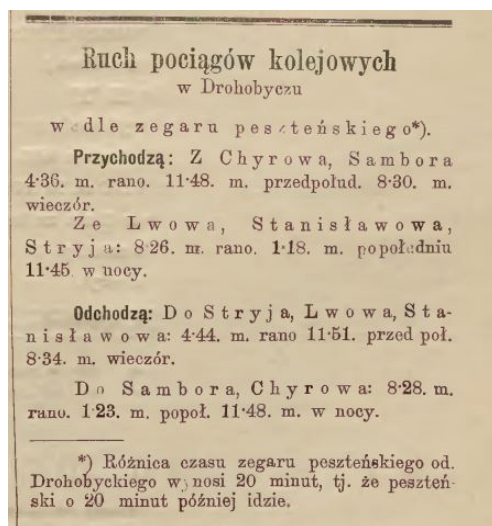 Ruch pociągów kolejowych
w Drohobyczu
wedle zegaru peszteńskiego*).
Przychodzą: Z Chyrowa, Sambora
4·36. m. rano. 11·48. m. przedpołud. 8·30. m.
wieczór.
Ze Lwowa, Stanisławowa,
Stryja: 8·26. m. rano. 1·18. m. popołudniu
11·45. w nocy.
Odchodzą: Do Stryja, Lwowa, Sta-
nisławowa: 4·44. m. rano 11·51. przed poł.
8·34. m. wieczór.
Do Sambora, Chyrowa: 8·28. m.
rano. 1·23. m. popoł. 11·48. m. w nocy.
*) Różnica czasu zegaru peszteńskiego od.
Drohobyckiego wynosi 20 minut, tj. że peszteń-
ski o 20 minut później idzie.